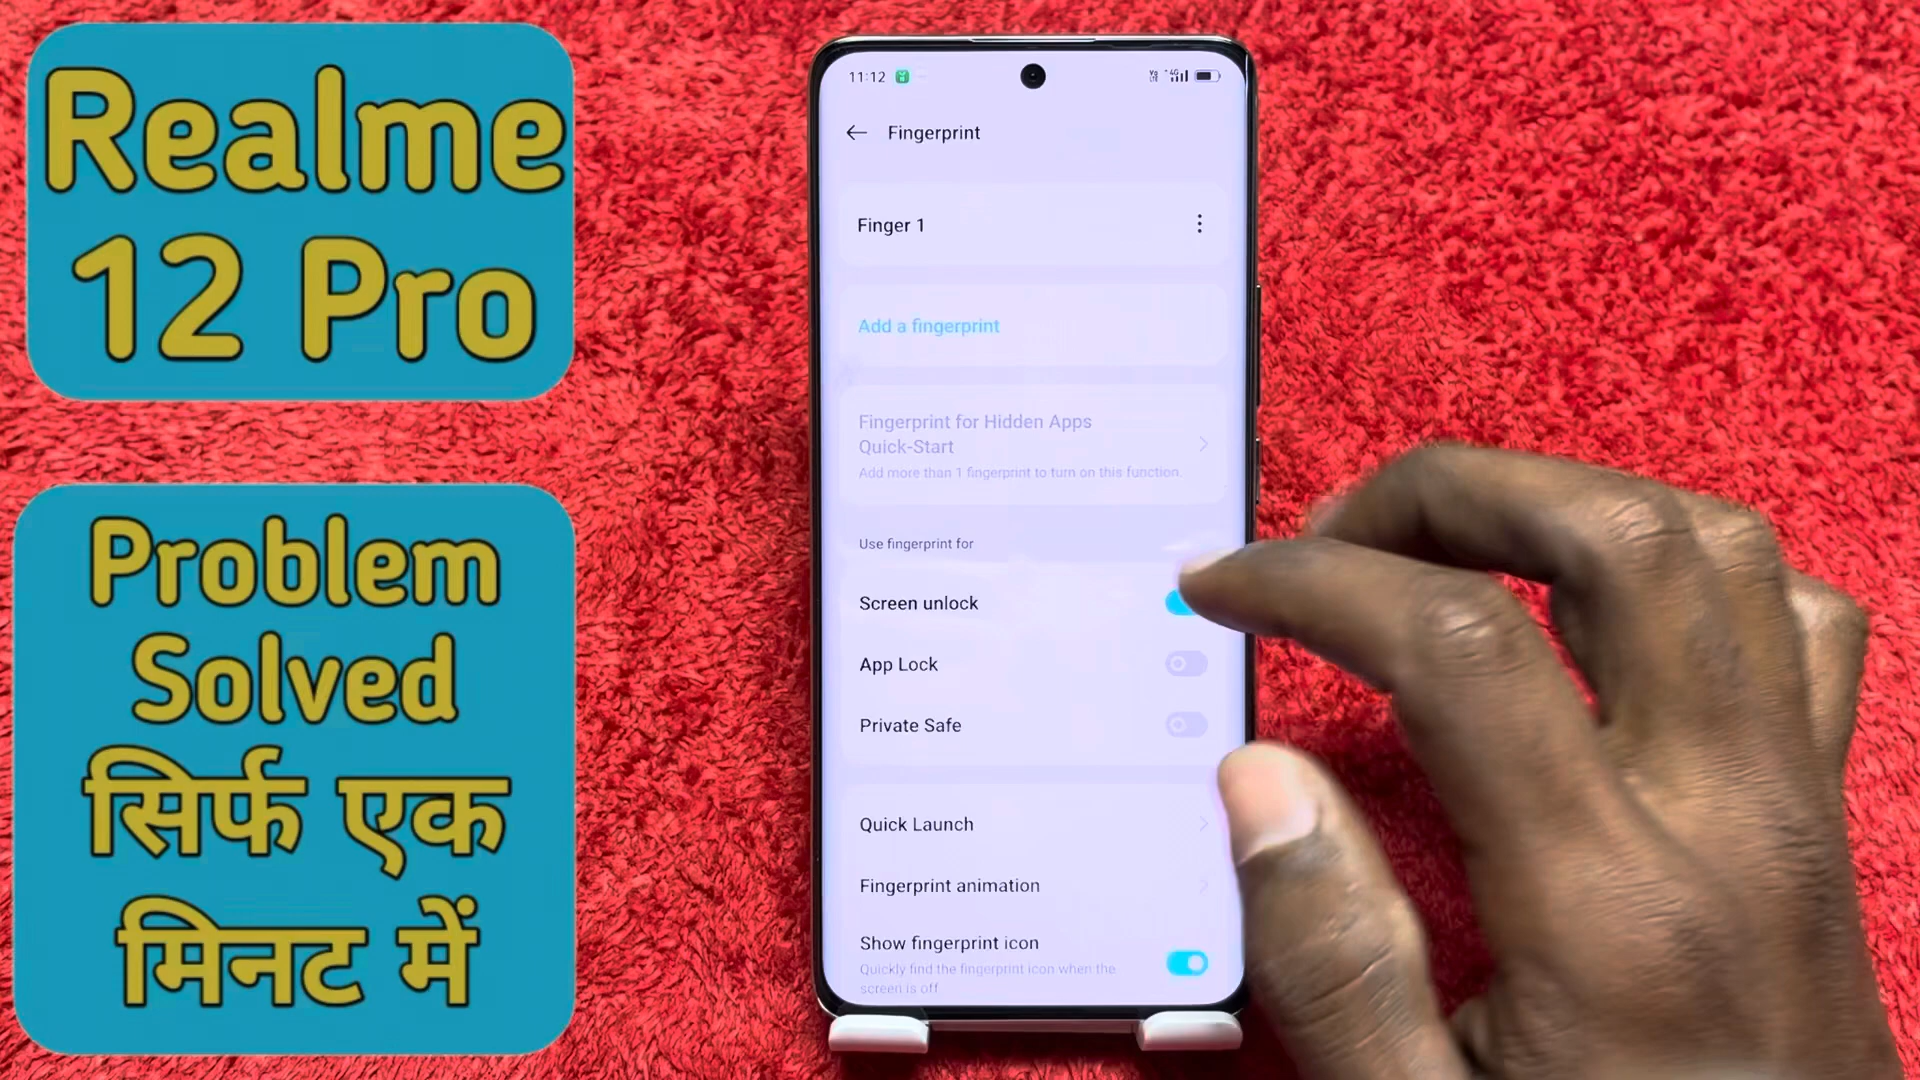 Realme
12 Pro
Problem
Solved
सिर्फ एक
मिनट में
11:12
Fingerprint
Finger 1
Add a fingerprint
Fingerprint for Hidden Apps
Quick-Start
Add more than 1 fingerprint to turn on this function.
Use fingerprint for
Screen unlock
App Lock
Private Safe
Quick Launch
Fingerprint animation
Show fingerprint icon
Quickly find the fingerprint icon when the
screen is off